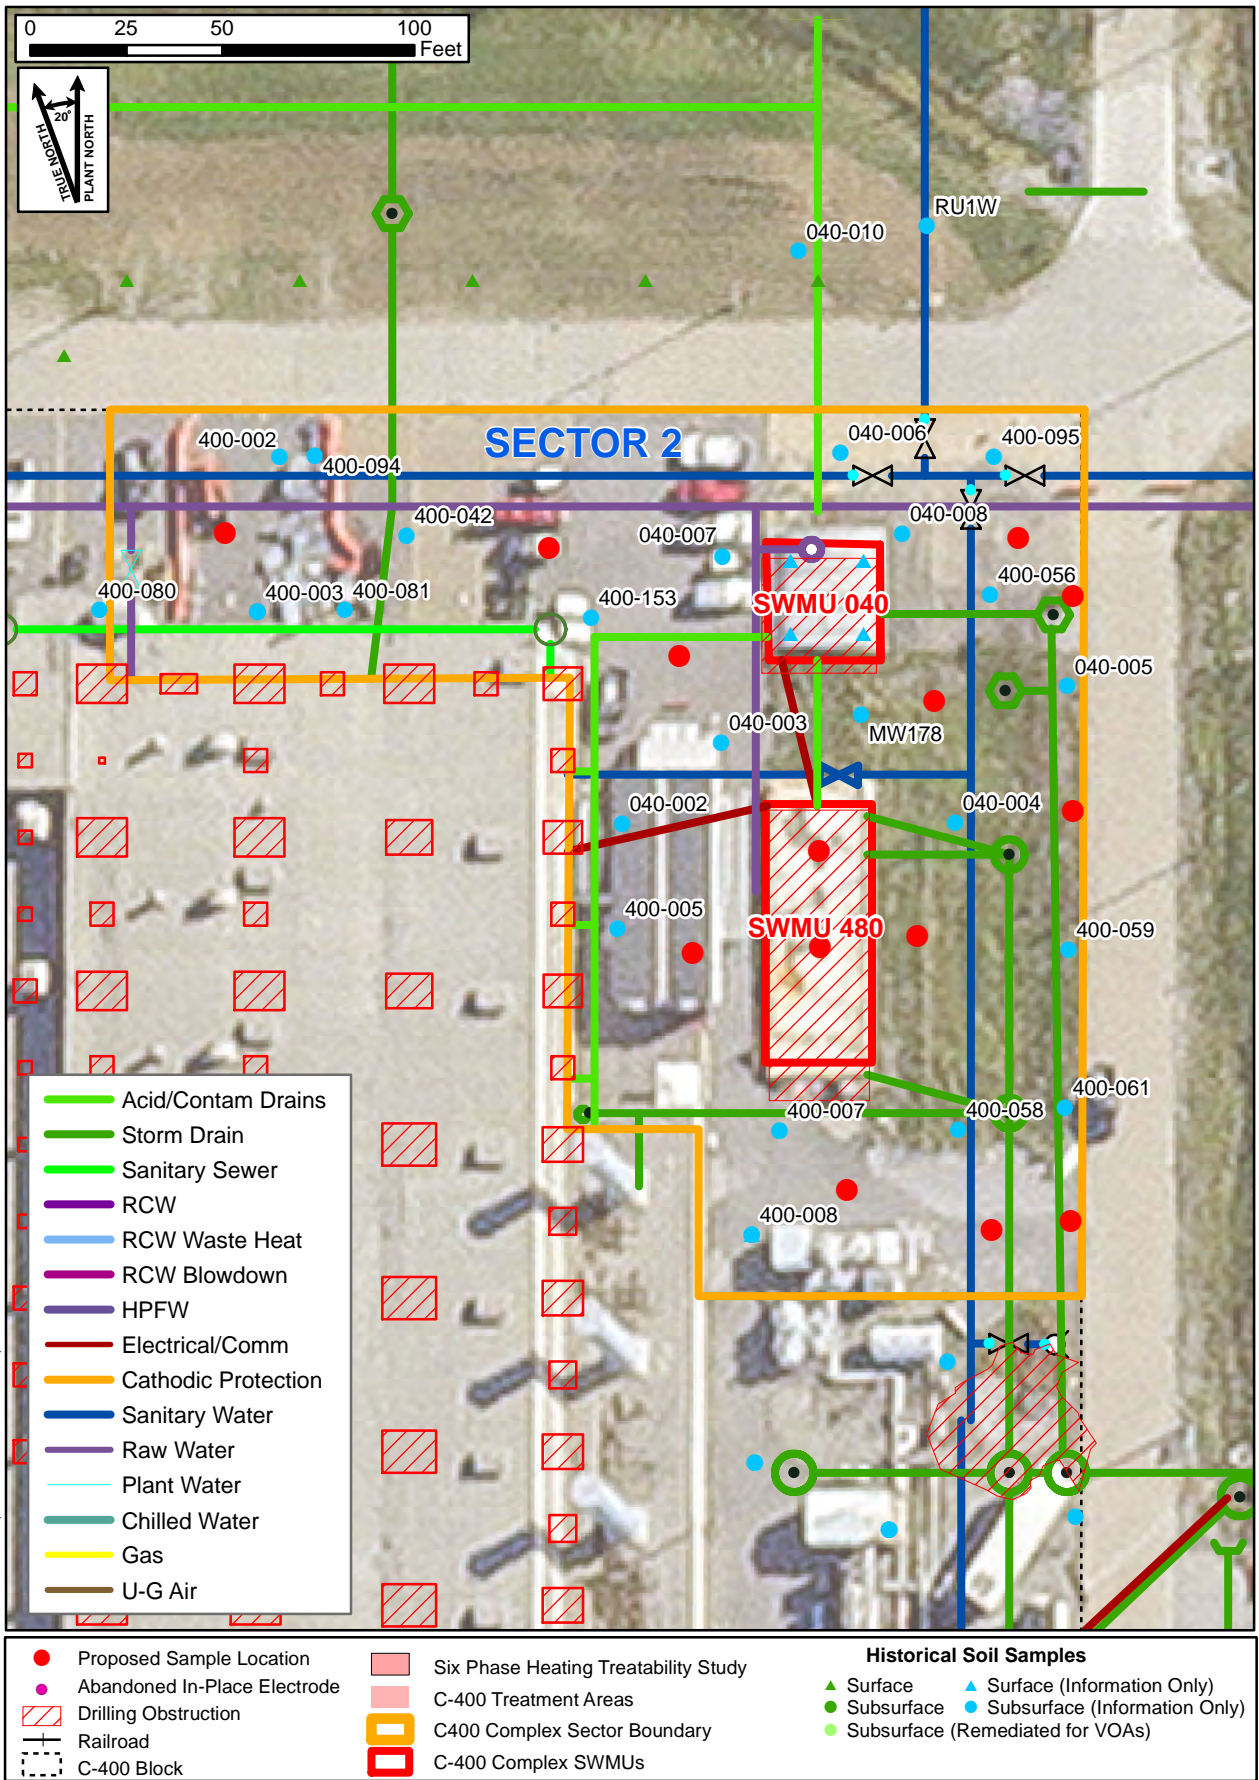 0 25 50 100
Feet
20°
TRUE NORTH
PLANT NORTH
RU1W
040-010
SECTOR 2
400-002
400-094
040-006
400-095
400-042
040-007
040-008
400-080
400-003
400-081
400-153
400-056
SWMU 040
040-005
040-003
MW178
040-002
040-004
400-005
SWMU 480
400-059
400-007
400-058
400-061
400-008
Acid/Contam Drains
Storm Drain
Sanitary Sewer
RCW
RCW Waste Heat
RCW Blowdown
HPFW
Electrical/Comm
Cathodic Protection
Sanitary Water
Raw Water
Plant Water
Chilled Water
Gas
U-G Air
Proposed Sample Location
Abandoned In-Place Electrode
Drilling Obstruction
Railroad
C-400 Block
Six Phase Heating Treatability Study
C-400 Treatment Areas
C400 Complex Sector Boundary
C-400 Complex SWMUs
Historical Soil Samples
Surface
Surface (Information Only)
Subsurface
Subsurface (Information Only)
Subsurface (Remediated for VOAs)